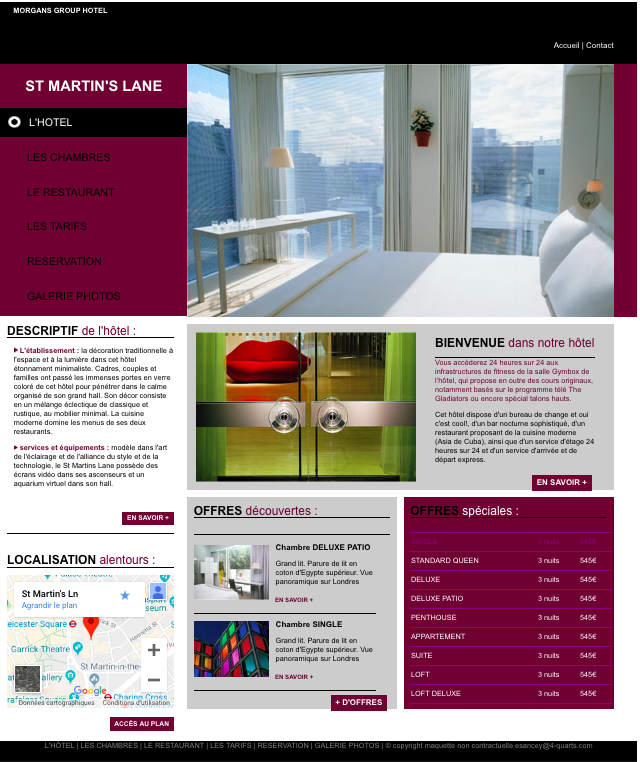 MORGANS GROUP HOTEL
Accueil | Contact
ST MARTIN'S LANE
L'HOTEL
LES CHAMBRES
LE RESTAURANT
LES TARIFS
RESERVATION
GALERIE PHOTOS
DESCRIPTIF de l'hôtel :
L'établissement : la décoration traditionnelle à
l'espace et à la lumière dans cet hôtel
étonnament minimaliste. Cadres, couples et
familles ont passé les immenses portes en verre
coloré de cet hôtel pour pénétrer dans le calme
organisé de son grand hall. Son décor consiste
en un mélange éclectique de classique et
rustique, au mobilier minimal. La cuisine
moderne domine les menus de ses deux
restaurants.
services et équipements : modèle dans l'art
de l'éclairage et de l'alliance du style et de la
technologie, le St Martins Lane possède des
écrans vidéo dans ses ascenseurs et un
aquarium virtuel dans son hall.
EN SAVOIR +
LOCALISATION alentours :
St Martin's Ln
Agrandir le plan
eicester Square
Garrick Theatre
St Martin-in-the-
t Gallery
Google
Charing Cross
Données cartographiques Conditions d'utilisation
ACCÈS AU PLAN
BIENVENUE dans notre hôtel
Vous accéderez 24 heures sur 24 aux
infrastructures de fitness de la salle Gymbox de
l'hôtel, qui propose en outre des cours originaux,
notamment basés sur le programme télé The
Gladiators ou encore spécial talons hauts.
Cet hôtel dispose d'un bureau de change et oui
c'est cool!, d'un bar nocturne sophistiqué, d'un
restaurant proposant de la cuisine moderne
(Asia de Cuba), ainsi que d'un service d'étage 24
heures sur 24 et d'un service d'arrivée et de
départ express.
EN SAVOIR +
OFFRES découvertes :
Chambre DELUXE PATIO
Grand lit. Parure de lit en
coton d'Egypte supérieur. Vue
panoramique sur Londres
EN SAVOIR +
Chambre SINGLE
Grand lit. Parure de lit en
coton d'Egypte supérieur. Vue
panoramique sur Londres
EN SAVOIR +
+ D'OFFRES
OFFRES spéciales :
SINGLE 3 nuits 545€
STANDARD QUEEN 3 nuits 545€
DELUXE 3 nuits 545€
DELUXE PATIO 3 nuits 545€
PENTHOUSE 3 nuits 545€
APPARTEMENT 3 nuits 545€
SUITE 3 nuits 545€
LOFT 3 nuits 545€
LOFT DELUXE 3 nuits 545€
L'HÔTEL | LES CHAMBRES | LE RESTAURANT | LES TARIFS | RESERVATION | GALERIE PHOTOS | © copyright maquette non contractuelle esancey@4-quarts.com